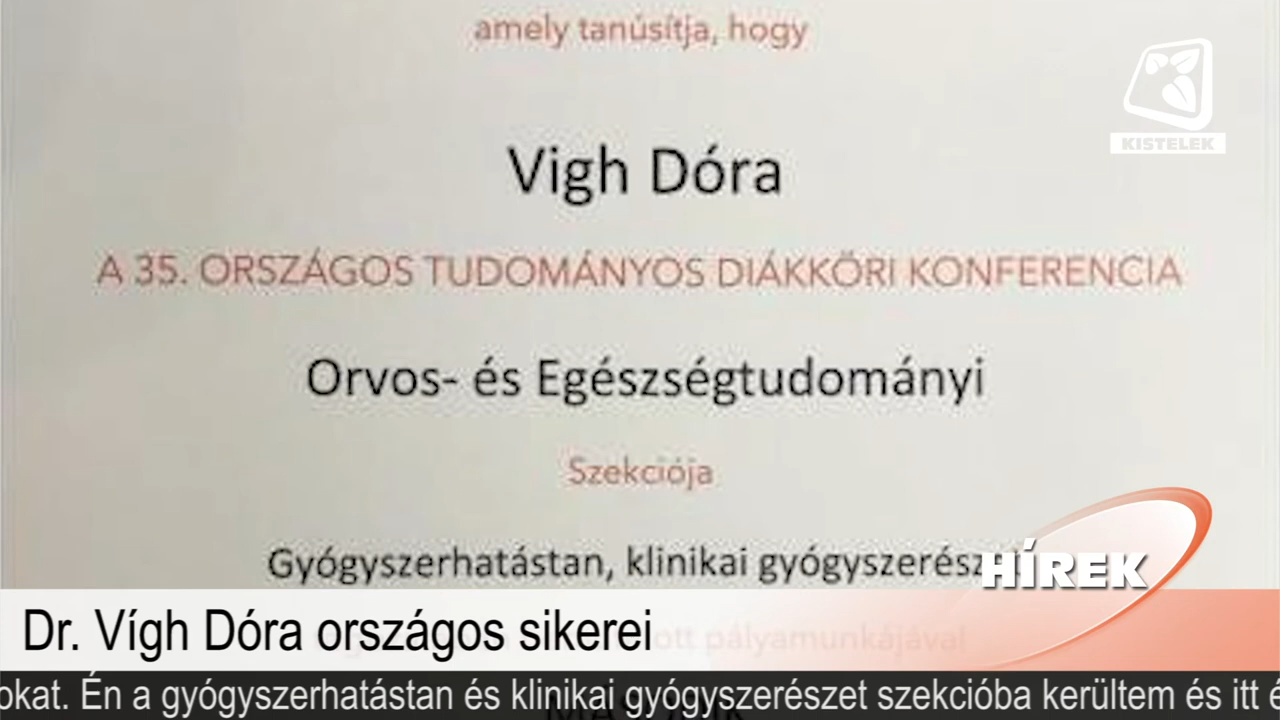 amely tanúsítja, hogy
KISTELEK
Vigh Dóra
A 35. ORSZÁGOS TUDOMÁNYOS DIÁKKÖRI KONFERENCIA
Orvos- és Egészségtudományi
Szekciója
Gyógyszerhatástan, klinikai
HÍREK
Dr. Vígh Dóra országos sikerei
pályamunkájával
okat. Én a gyógyszerhatástan és klinikai gyógyszerészet szekcióba kerültem és itt é